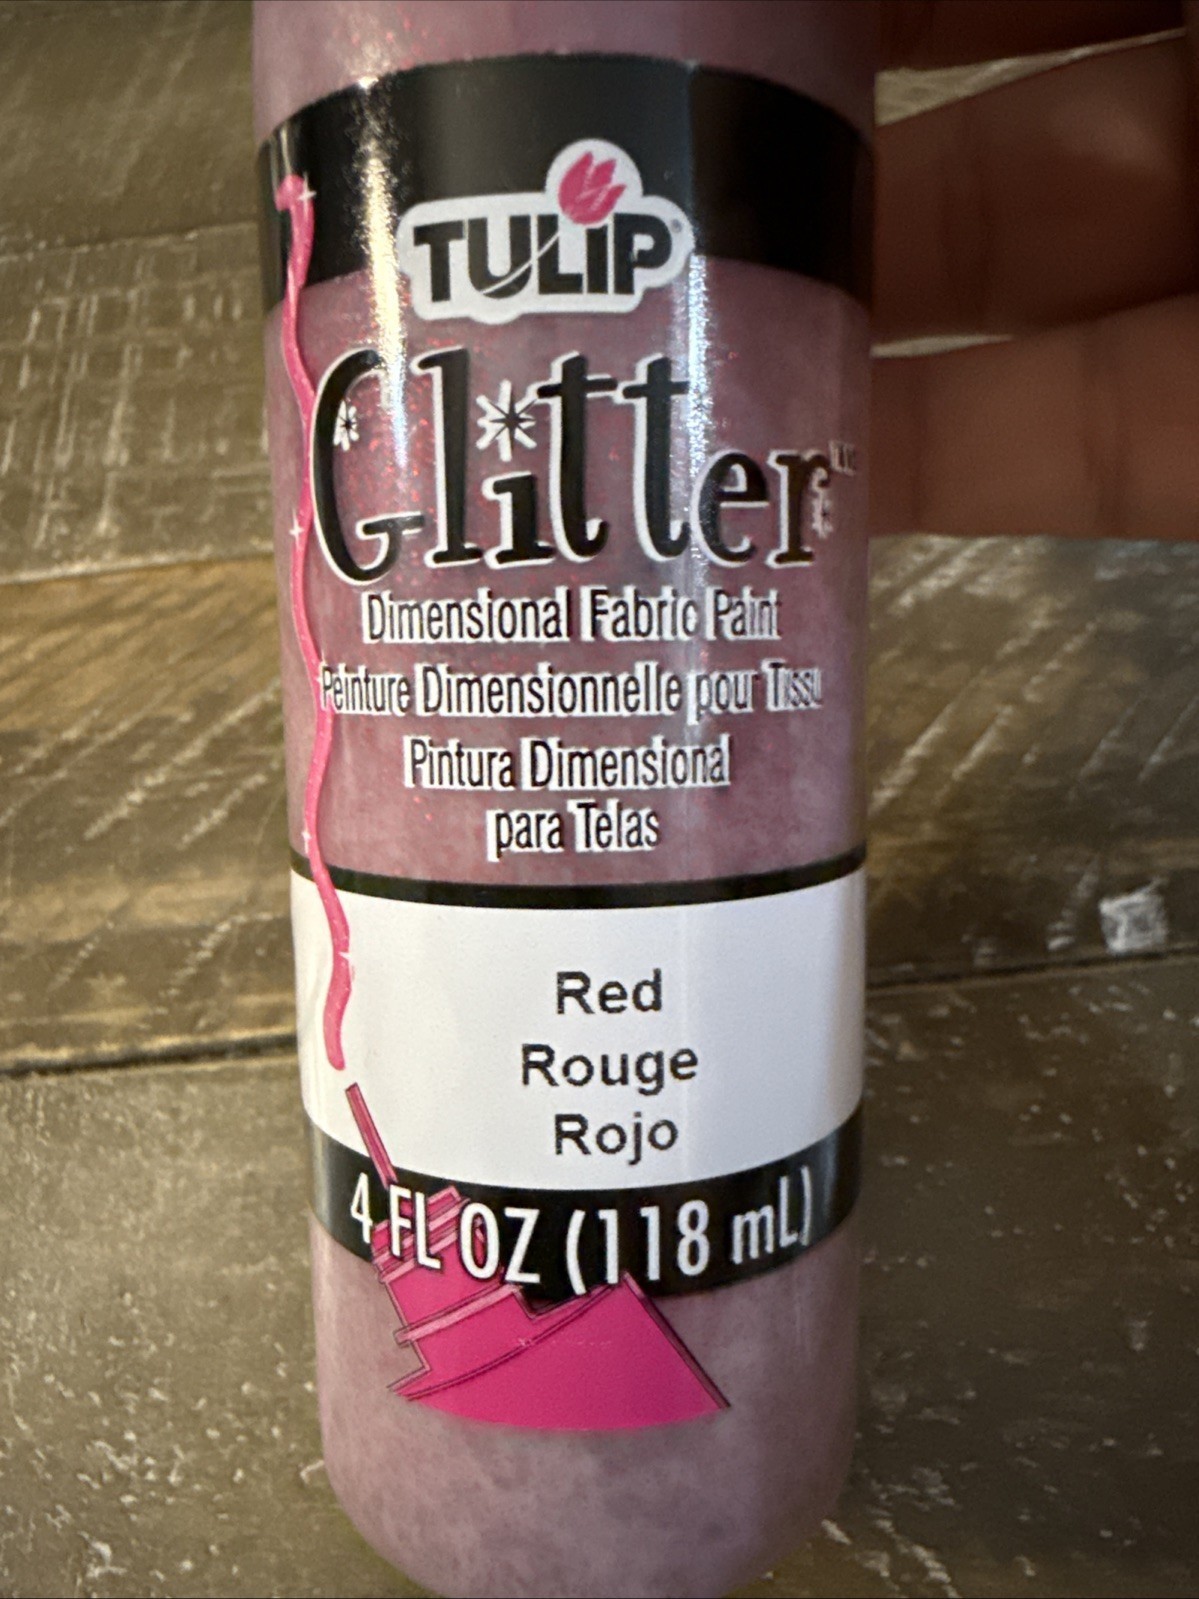 TULIP®
Glitter™
Dimensional Fabric Paint
Peinture Dimensionnelle pour Tissu
Pintura Dimensional
para Telas
Red
Rouge
Rojo
4 FL OZ (118 mL)